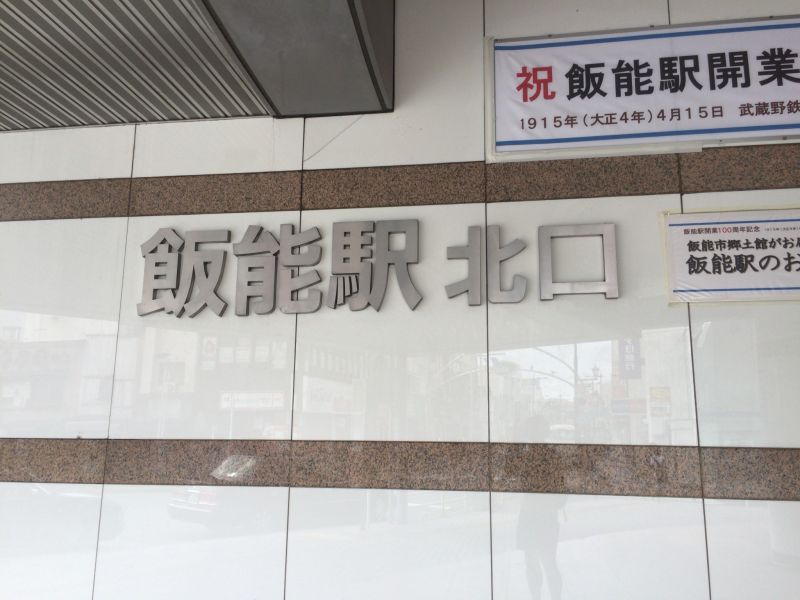 祝 飯能駅開業
1915年(大正4年)4月15日 武蔵野鉄
飯能駅 北口
飯能駅開業100周年記念
飯能市郷土館がお
飯能駅のお